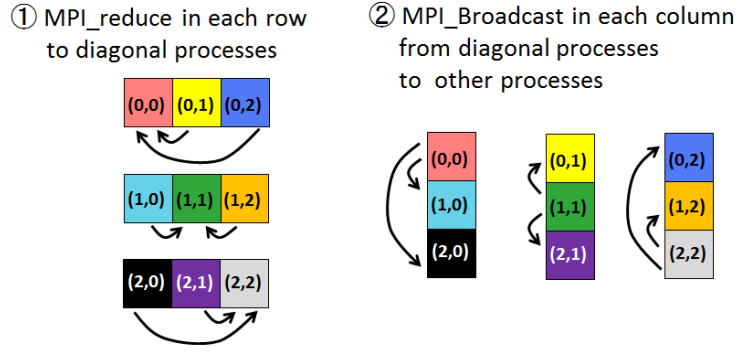 ① MPI_reduce in each row
to diagonal processes
(0,0) (0,1) (0,2)
(1,0) (1,1) (1,2)
(2,0) (2,1) (2,2)
② MPI_Broadcast in each column
from diagonal processes
to other processes
(0,0)
(1,0)
(2,0)
(0,1)
(1,1)
(2,1)
(0,2)
(1,2)
(2,2)